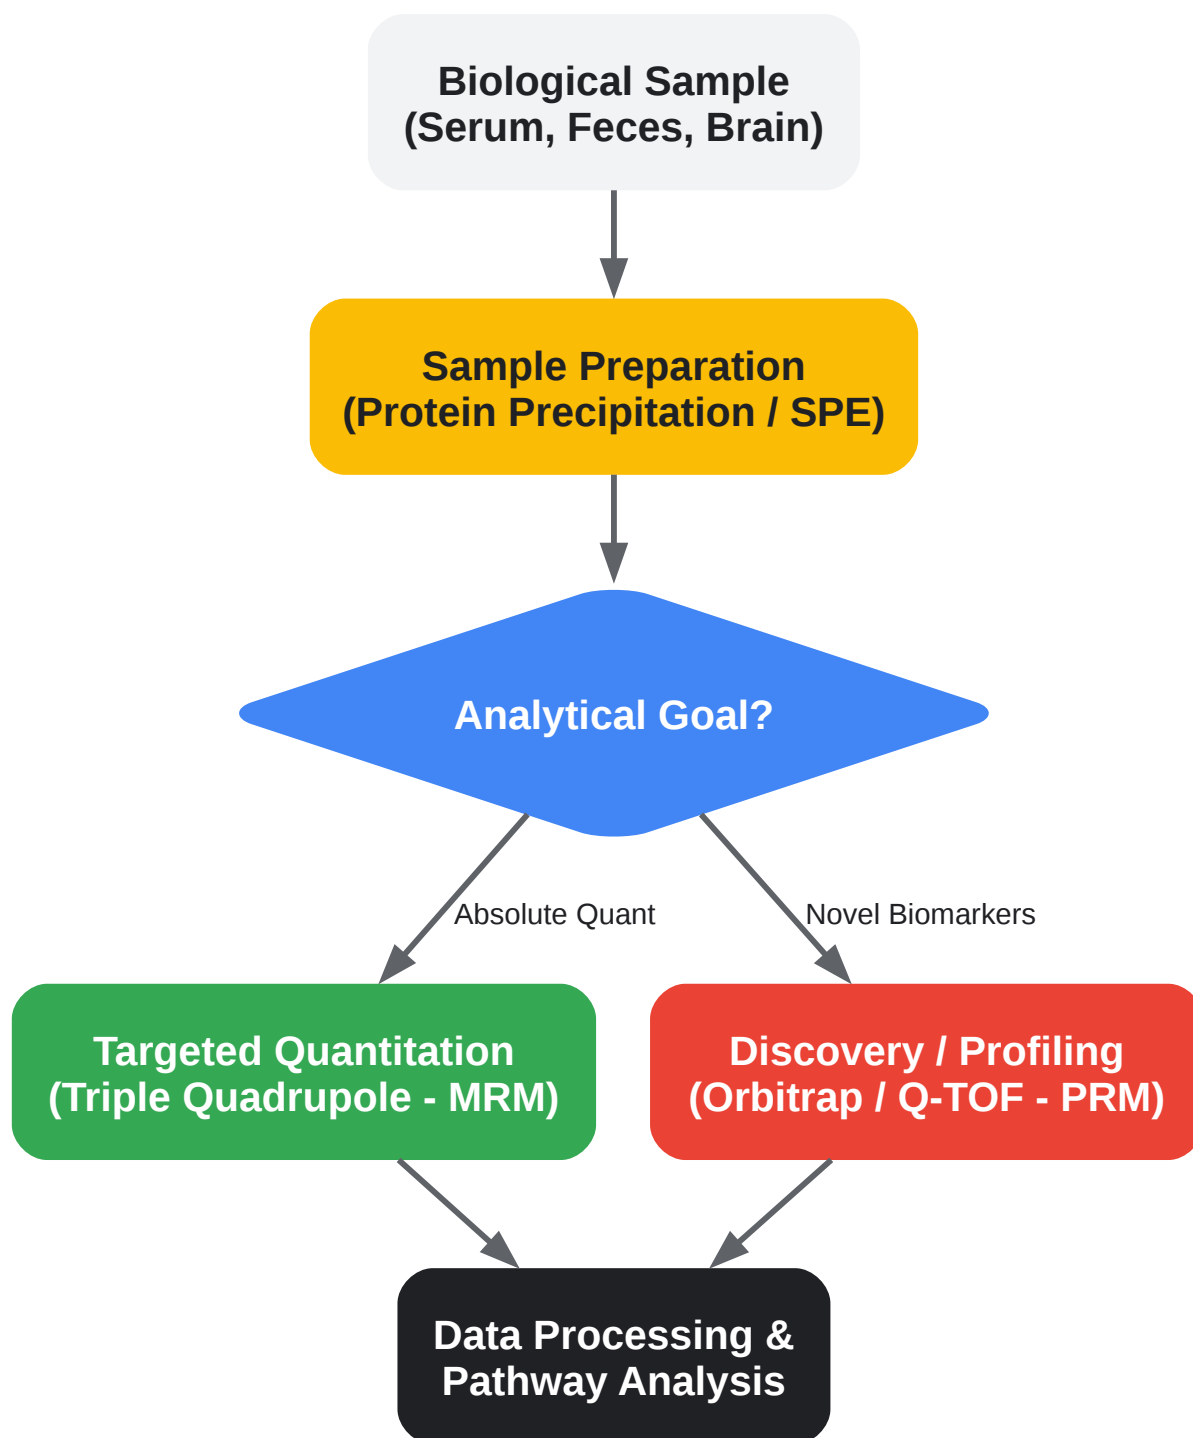 Biological Sample
(Serum, Feces, Brain)
Sample Preparation
(Protein Precipitation / SPE)
Analytical Goal?
Absolute Quant
Novel Biomarkers
Targeted Quantitation
(Triple Quadrupole - MRM)
Discovery / Profiling
(Orbitrap / Q-TOF - PRM)
Data Processing &
Pathway Analysis